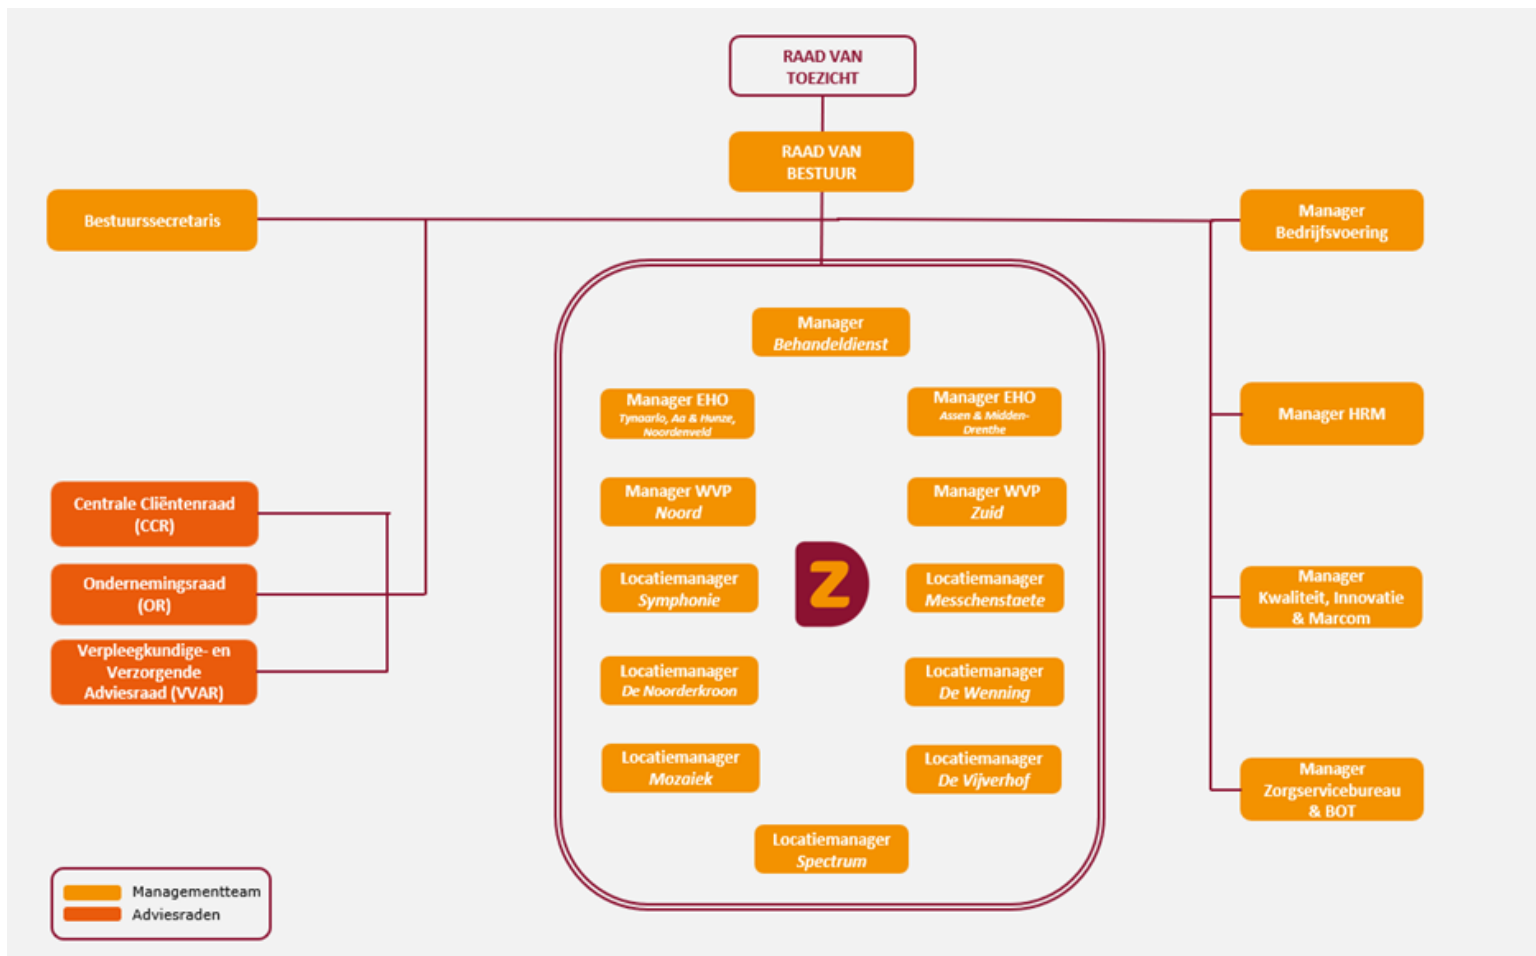 RAAD VAN
TOEZICHT
RAAD VAN
BESTUUR
Bestuurssecretaris
Manager
Bedrijfsvoering
Manager
Behandeldienst
Manager EHO
Tynaarlo, Aa & Hunze,
Noordenveld
Manager EHO
Assen & Midden-
Drenthe
Manager HRM
Manager WVP
Noord
Manager WVP
Zuid
Centrale Cliëntenraad
(CCR)
Ondernemingsraad
(OR)
Verpleegkundige- en
Verzorgende
Adviesraad (VVAR)
Locatiemanager
Symphonie
Z
Locatiemanager
Messchenstaete
Manager
Kwaliteit, Innovatie
& Marcom
Locatiemanager
De Noorderkroon
Locatiemanager
De Wenning
Locatiemanager
Mozaiek
Locatiemanager
De Vijverhof
Manager
Zorgservicebureau
& BOT
Locatiemanager
Spectrum
Managementteam
Adviesraden